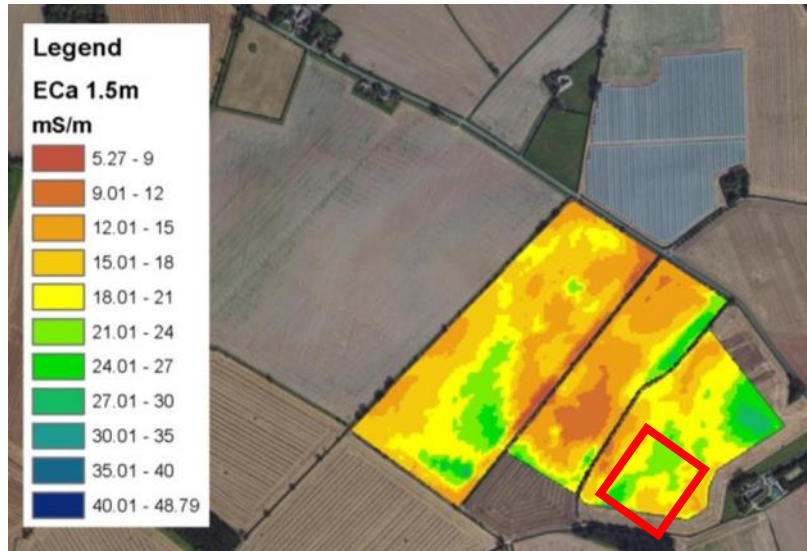 Legend
ECa 1.5m
mS/m
5.27 - 9
9.01 - 12
12.01 - 15
15.01 - 18
18.01 - 21
21.01 - 24
24.01 - 27
27.01 - 30
30.01 - 35
35.01 - 40
40.01 - 48.79